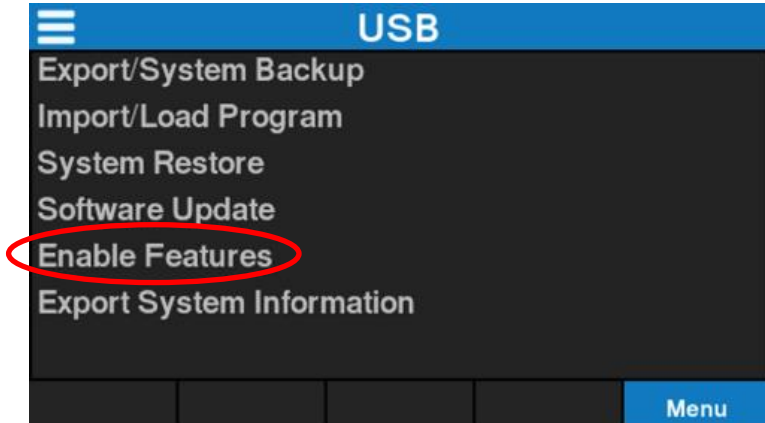 USB
Export/System Backup
Import/Load Program
System Restore
Software Update
Enable Features
Export System Information
Menu